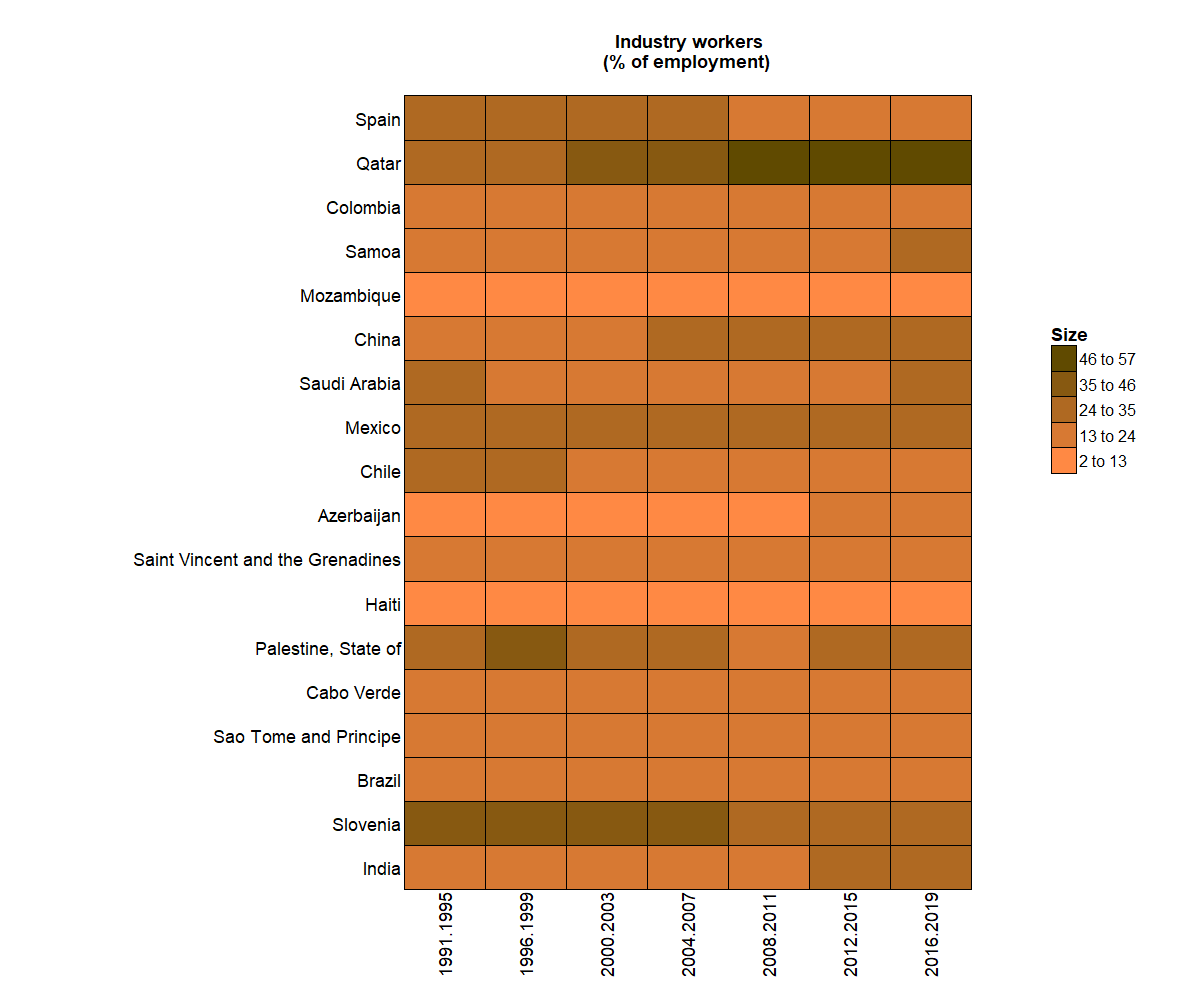 Industry workers
(% of employment)
Spain
Qatar
Colombia
Samoa
Mozambique
China
Saudi Arabia
Mexico
Chile
Azerbaijan
Saint Vincent and the Grenadines
Haiti
Palestine, State of
Cabo Verde
Sao Tome and Principe
Brazil
Slovenia
India
1991.1995
1996.1999
2000.2003
2004.2007
2008.2011
2012.2015
2016.2019
Size
46 to 57
35 to 46
24 to 35
13 to 24
2 to 13